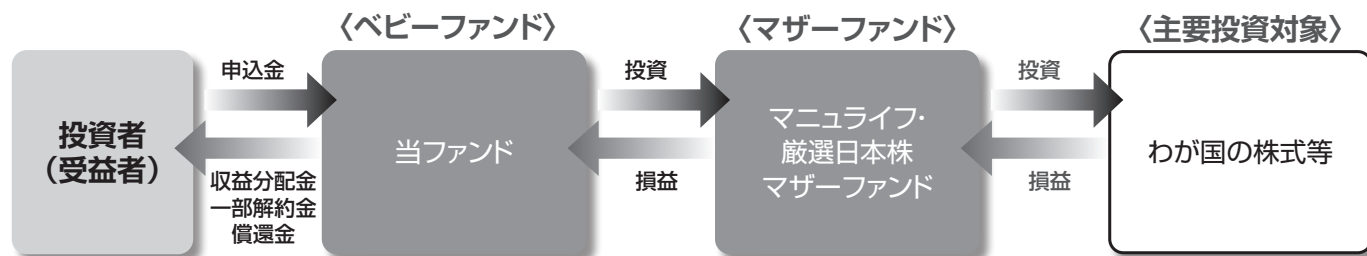 〈ベビーファンド〉
〈マザーファンド〉
〈主要投資対象〉
投資者
(受益者)
申込金
収益分配金
一部解約金
償還金
当ファンド
投資
損益
マニュライフ・
厳選日本株
マザーファンド
投資
損益
わが国の株式等